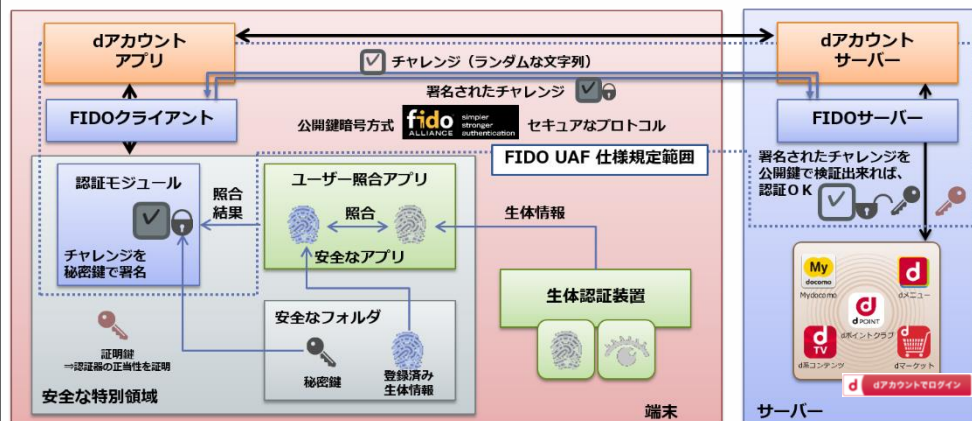 dアカウント
アプリ
dアカウント
サーバー
チャレンジ（ランダムな文字列）
署名されたチャレンジ
FIDOクライアント
FIDOサーバー
公開鍵暗号方式
fido
ALLIANCE
simpler
stronger
authentication
セキュアなプロトコル
FIDO UAF 仕様規定範囲
署名されたチャレンジを
公開鍵で検証出来れば、
認証ＯＫ
認証モジュール
照合
結果
ユーザー照合アプリ
照合
安全なアプリ
生体情報
チャレンジを
秘密鍵で署名
生体認証装置
安全なフォルダ
秘密鍵
登録済み
生体情報
証明鍵
⇒認証器の正当性を証明
安全な特別領域
端末
My
docomo
Mydocomo
d
dメニュー
d
POINT
dポイントクラブ
d
TV
d系コンテンツ
dマーケット
d dアカウントでログイン
サーバー